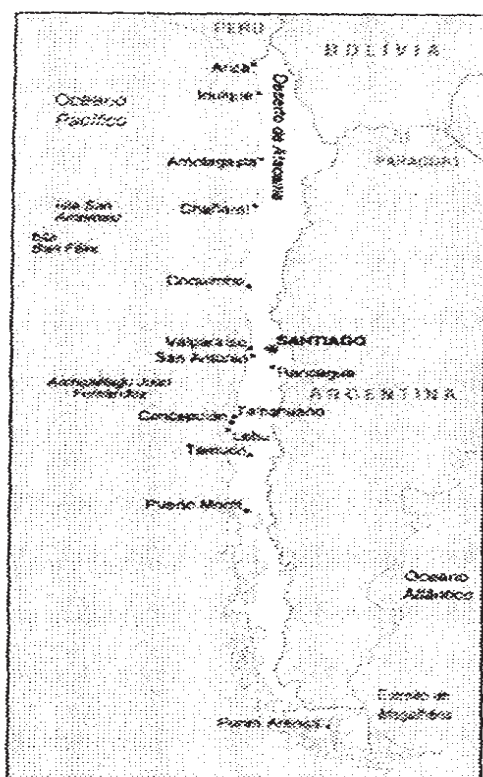 PERU
BOLIVIA
Arica
Iquique
Desierto de Atacama
Océano
Pacífico
PARAGUAY
Antofagasta
Isla San
Ambrosio
Chañaral
Isla
San Félix
Coquimbo
Valparaíso
SANTIAGO
San Antonio
Rancagua
Archipiélago Juan
Fernández
ARGENTINA
Concepción
Talcahuano
Lebu
Temuco
Puerto Montt
Océano
Atlántico
Estrecho de
Magallanes
Punta Arenas